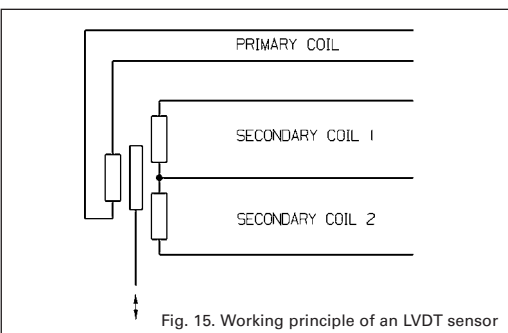 PRIMARY COIL
SECONDARY COIL 1
SECONDARY COIL 2
Fig. 15. Working principle of an LVDT sensor